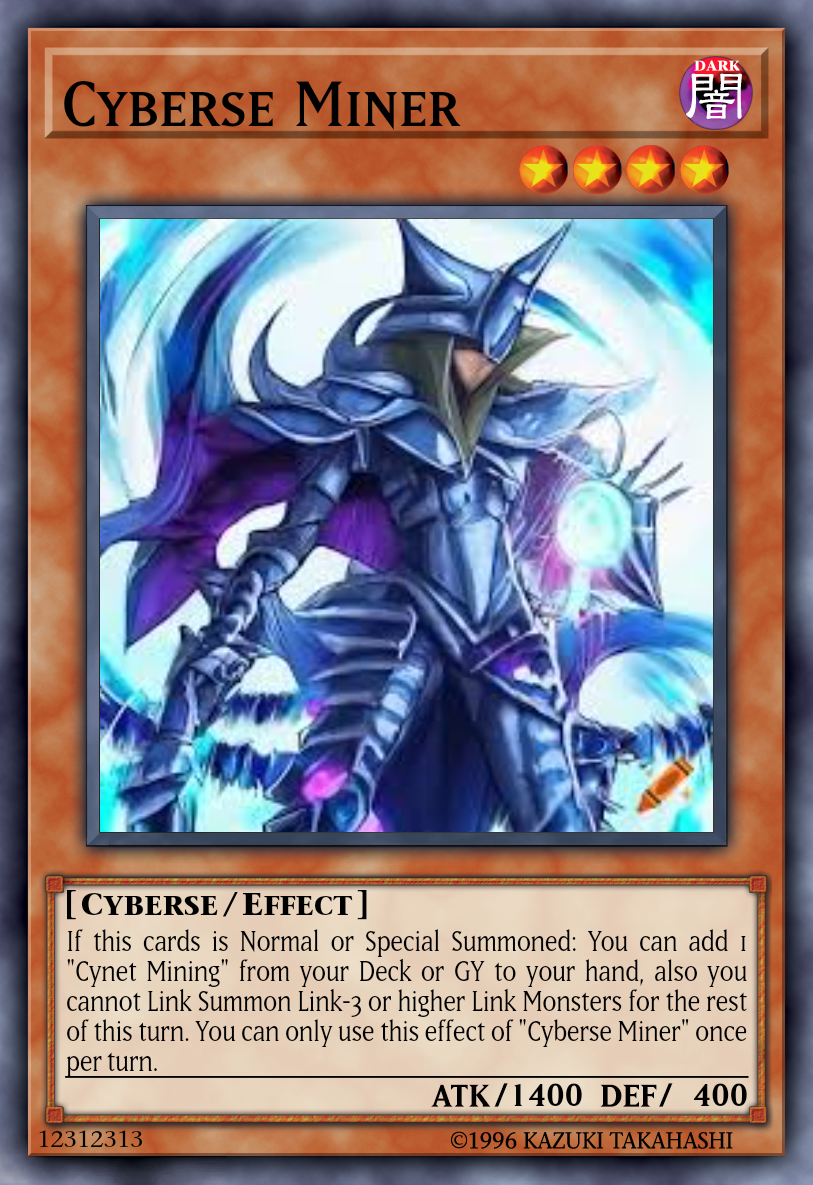 Cyberse Miner
DARK
闇
[Cyberse/Effect]
If this cards is Normal or Special Summoned: You can add 1
"Cynet Mining" from your Deck or GY to your hand, also you
cannot Link Summon Link-3 or higher Link Monsters for the rest
of this turn. You can only use this effect of "Cyberse Miner" once
per turn.
ATK/1400 DEF/ 400
12312313 ©1996 KAZUKI TAKAHASHI